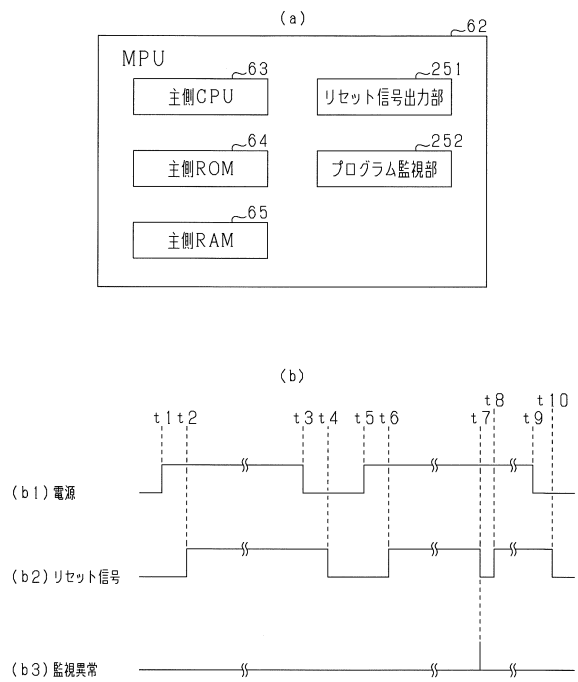 (a)
62
MPU
63
251
主側CPU
リセット信号出力部
64
252
主側ROM
プログラム監視部
65
主側RAM
(b)
t8 t10
t1 t2 t3 t4 t5 t6 t7 t9
(b1)電源
(b2)リセット信号
(b3)監視異常